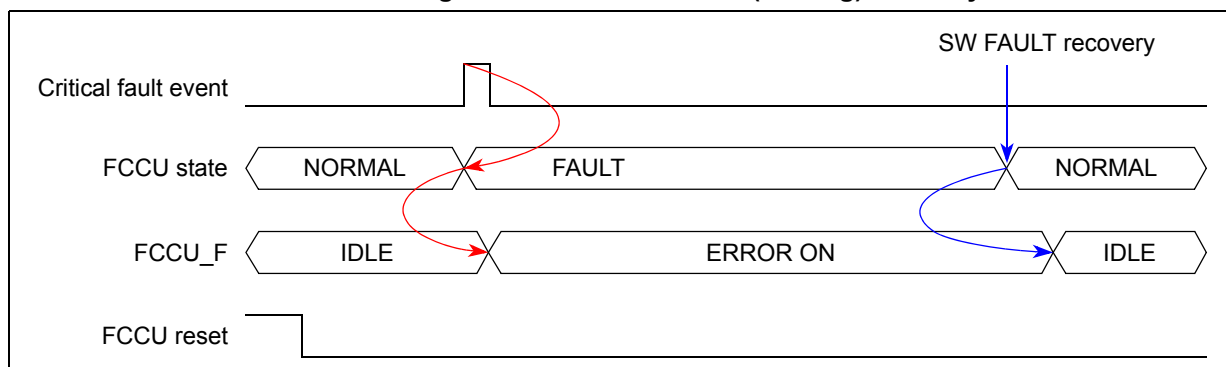 SW FAULT recovery
Critical fault event
FCCU state NORMAL FAULT NORMAL
FCCU_F IDLE ERROR ON IDLE
FCCU reset